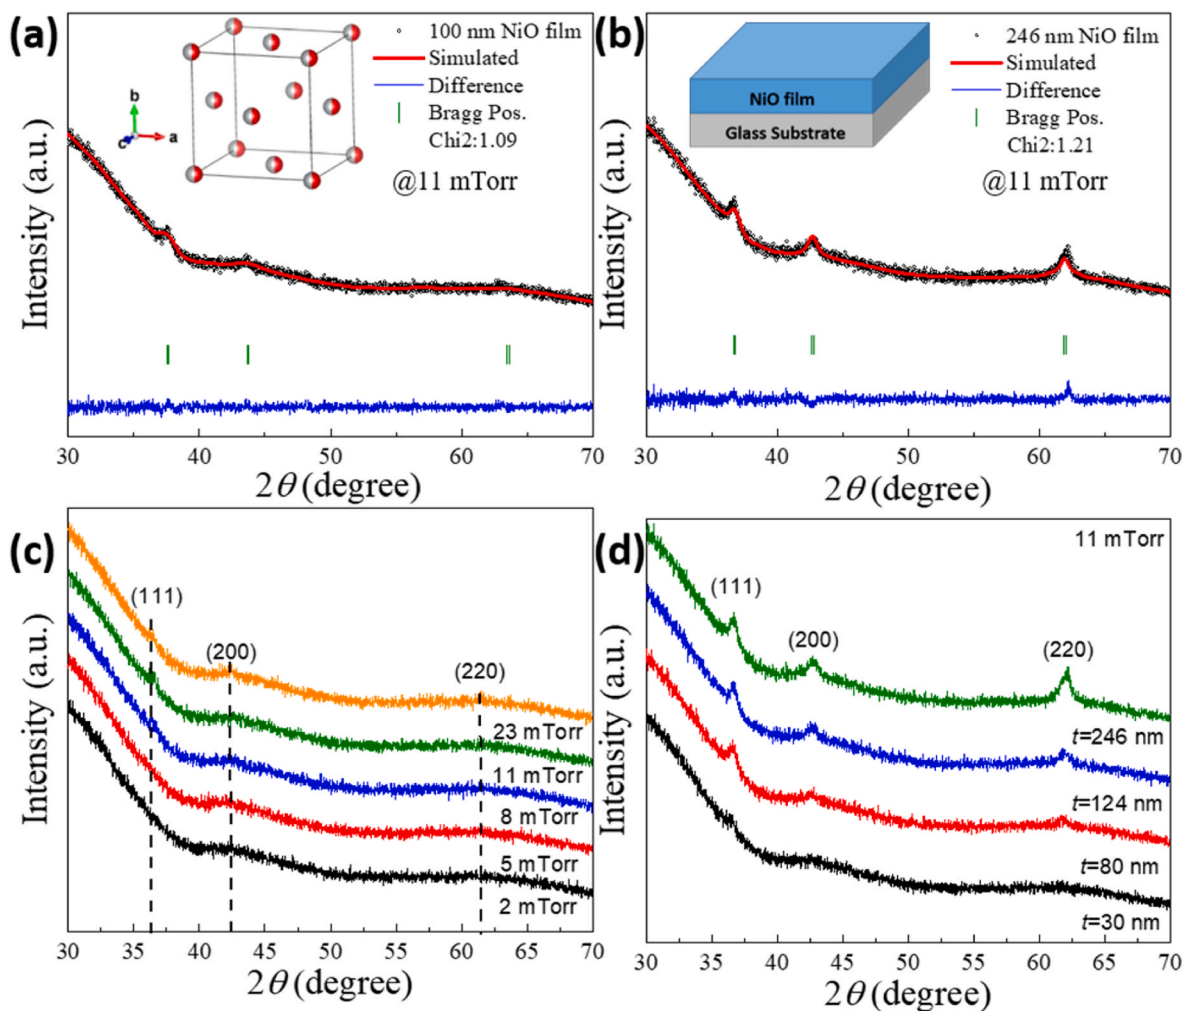 (a)
100 nm NiO film
Simulated
Difference
Bragg Pos.
Chi2:1.09
@11 mTorr
b
c
a
Intensity (a.u.)
30 40 50 60 70
2θ (degree)
(b)
246 nm NiO film
Simulated
Difference
Bragg Pos.
Chi2:1.21
@11 mTorr
NiO film
Glass Substrate
Intensity (a.u.)
30 40 50 60 70
2θ (degree)
(c)
(111)
(200)
(220)
23 mTorr
11 mTorr
8 mTorr
5 mTorr
2 mTorr
Intensity (a.u.)
30 35 40 45 50 55 60 65 70
2θ (degree)
(d)
11 mTorr
(111)
(200)
(220)
t=246 nm
t=124 nm
t=80 nm
t=30 nm
Intensity (a.u.)
30 35 40 45 50 55 60 65 70
2θ (degree)